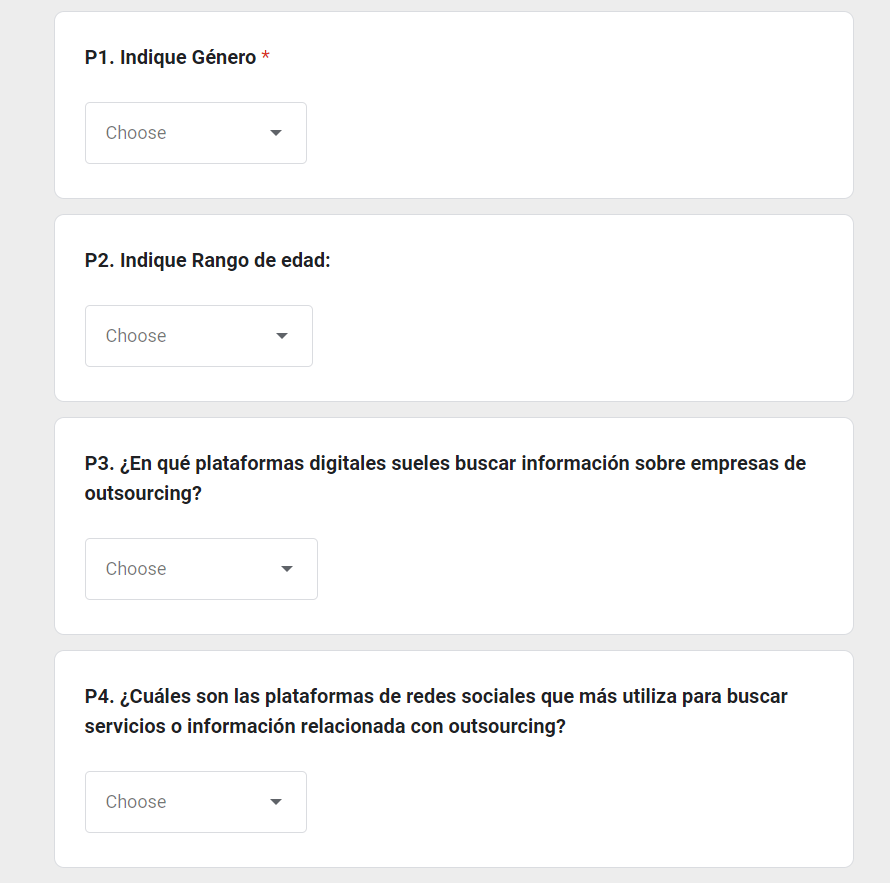 P1. Indique Género *
Choose
P2. Indique Rango de edad:
Choose
P3. ¿En qué plataformas digitales sueles buscar información sobre empresas de
outsourcing?
Choose
P4. ¿Cuáles son las plataformas de redes sociales que más utiliza para buscar
servicios o información relacionada con outsourcing?
Choose